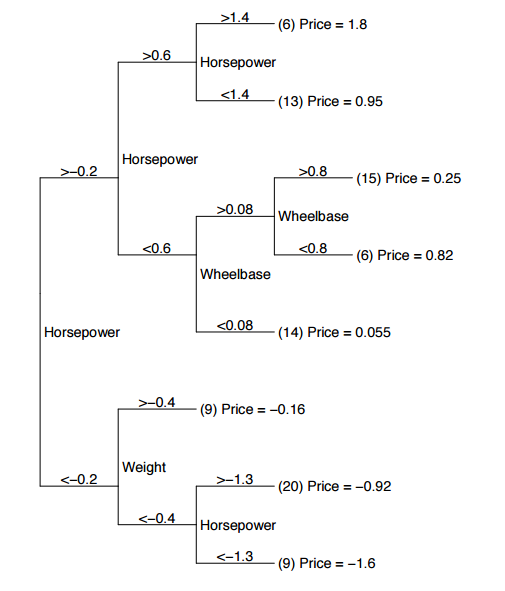 >1.4
(6) Price = 1.8
>0.6
Horsepower
<1.4
(13) Price = 0.95
Horsepower
>−0.2
>0.8
(15) Price = 0.25
>0.08
Wheelbase
<0.6
<0.8
(6) Price = 0.82
Wheelbase
<0.08
(14) Price = 0.055
Horsepower
>−0.4
(9) Price = −0.16
Weight
<−0.2
>−1.3
(20) Price = −0.92
<−0.4
Horsepower
<−1.3
(9) Price = −1.6